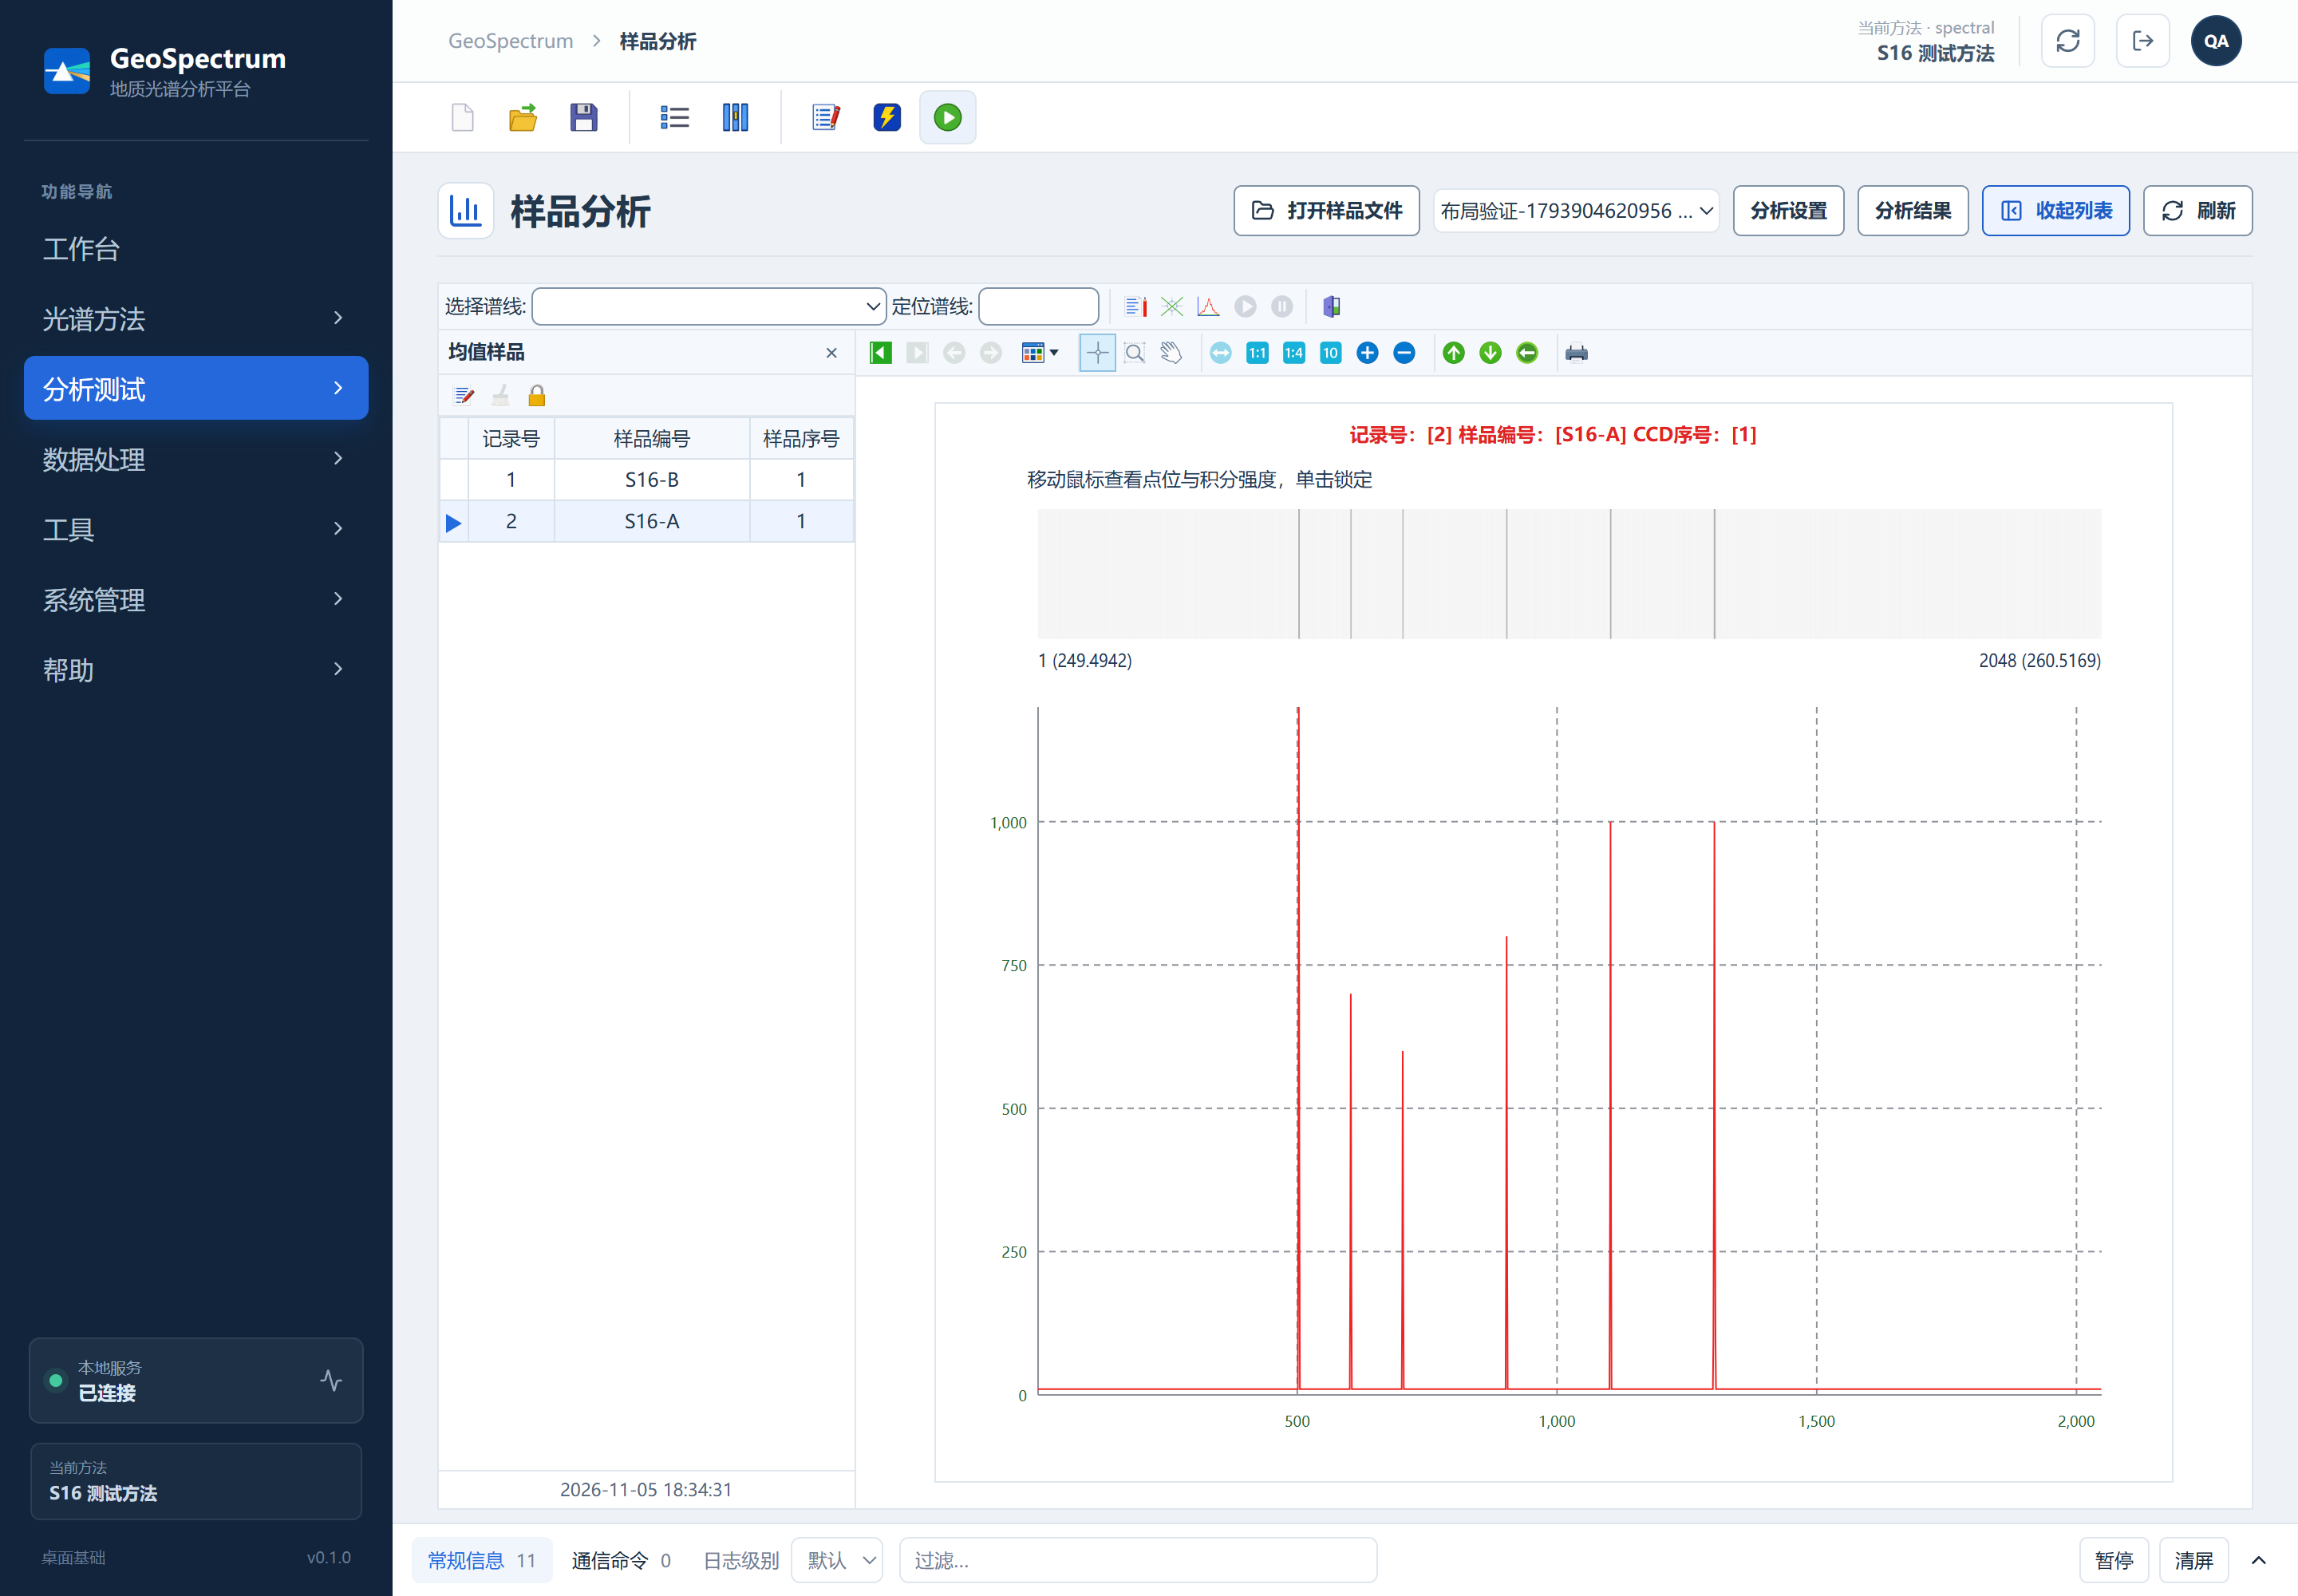 GeoSpectrum
地质光谱分析平台
功能导航
工作台
光谱方法
分析测试
数据处理
工具
系统管理
帮助
本地服务
已连接
当前方法
S16 测试方法
桌面基础 v0.1.0
GeoSpectrum > 样品分析
当前方法 · spectral
S16 测试方法
QA
样品分析
打开样品文件 布局验证-1793904620956 ... 分析设置 分析结果 收起列表 刷新
选择谱线: 定位谱线:
均值样品 ×
1:1 1:4 10
记录号 样品编号 样品序号
1 S16-B 1
2 S16-A 1
2026-11-05 18:34:31
记录号：[2] 样品编号：[S16-A] CCD序号：[1]
移动鼠标查看点位与积分强度，单击锁定
1 (249.4942) 2048 (260.5169)
1,000
750
500
250
0
500 1,000 1,500 2,000
常规信息 11 通信命令 0 日志级别 默认 过滤... 暂停 清屏